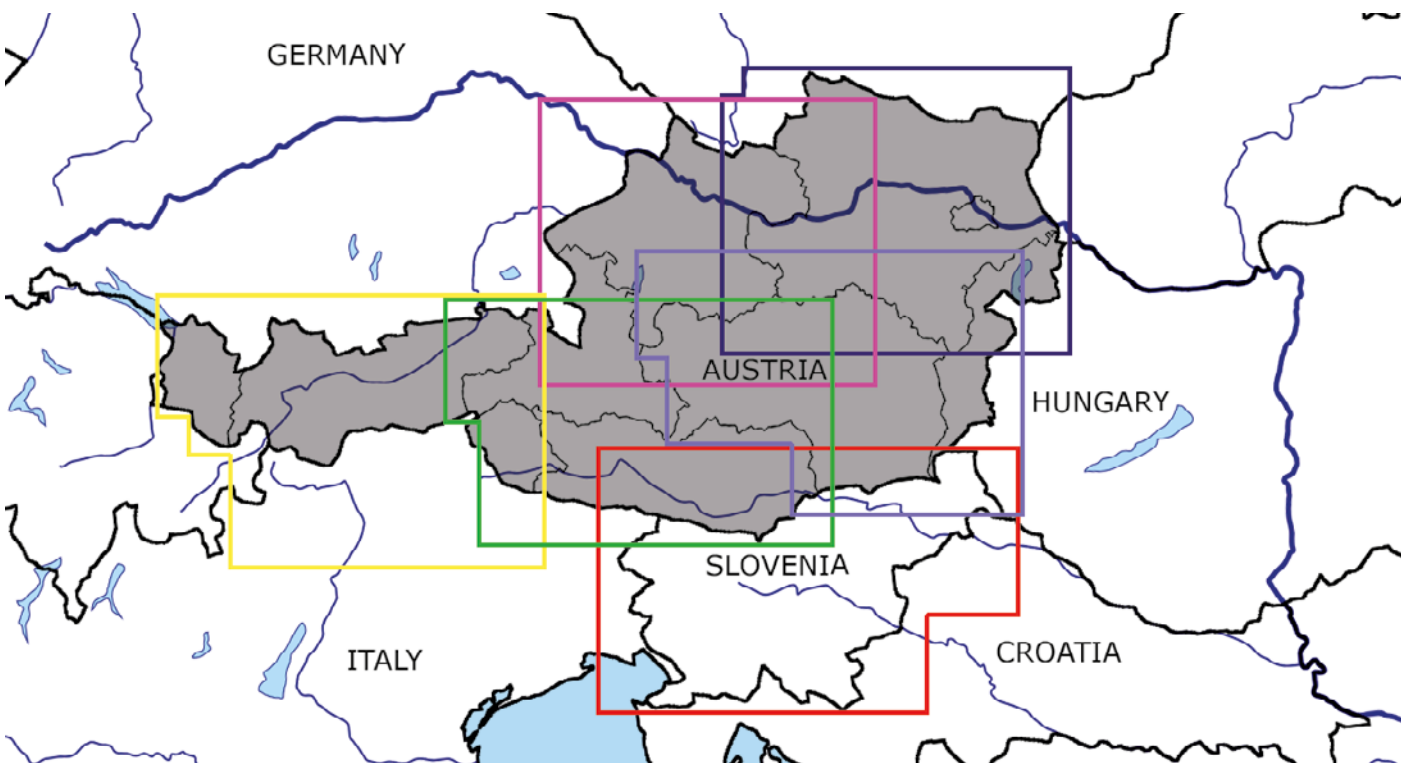 GERMANY
AUSTRIA
HUNGARY
SLOVENIA
CROATIA
ITALY